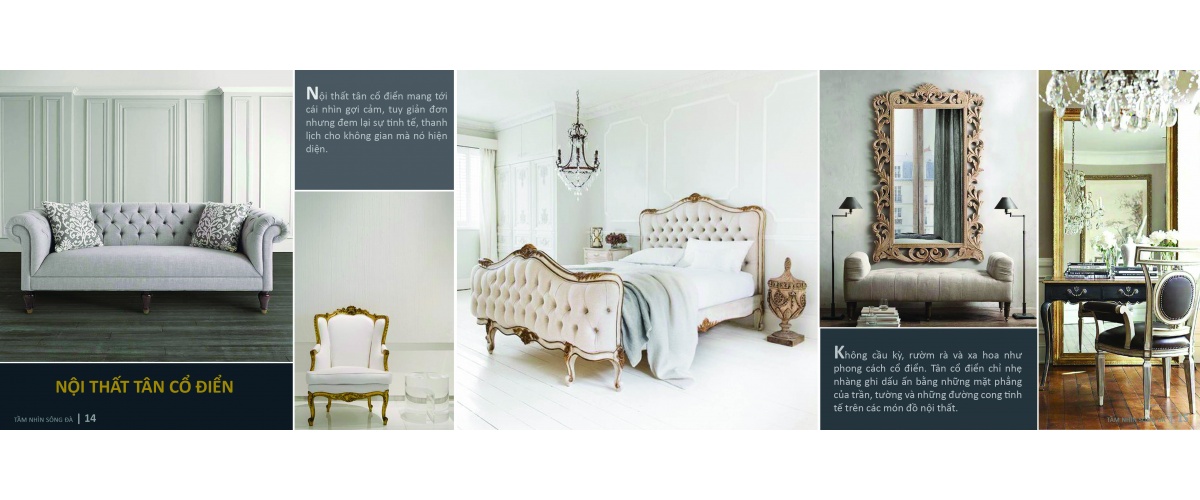 Nội thất tân cổ điển mang tới
cái nhìn gợi cảm, tuy giản đơn
nhưng đem lại sự tinh tế, thanh
lịch cho không gian mà nó hiện
diện.
NỘI THẤT TÂN CỔ ĐIỂN
TẦM NHÌN SÔNG ĐÀ | 14
Không cầu kỳ, rườm rà và xa hoa như
phong cách cổ điển. Tân cổ điển chỉ nhẹ
nhàng ghi dấu ấn bằng những mặt phẳng
của trần, tường và những đường cong tinh
tế trên các món đồ nội thất.
TẦM NHÌN